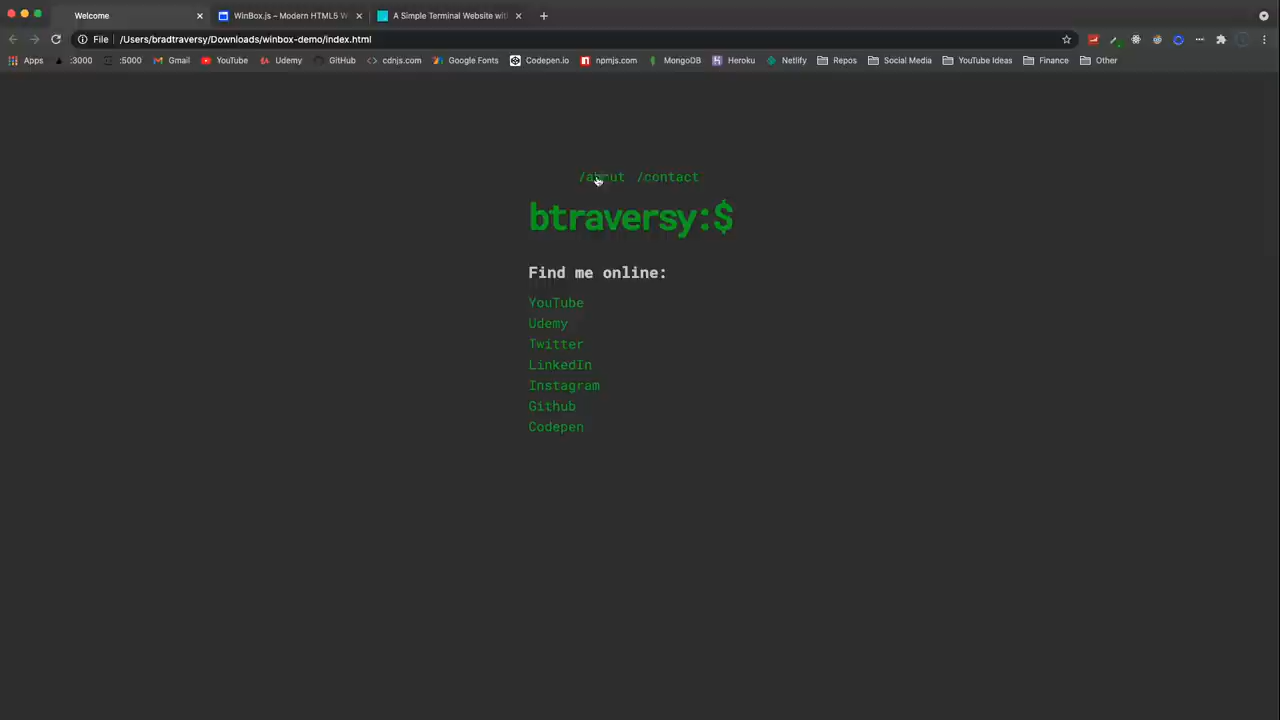 Welcome
WinBox.js – Modern HTML5 W
A Simple Terminal Website with
File /Users/bradtraversy/Downloads/winbox-demo/index.html
Apps :3000 :5000 Gmail YouTube Udemy GitHub cdnjs.com Google Fonts Codepen.io npmjs.com MongoDB Heroku Netlify Repos Social Media YouTube Ideas Finance Other
/about /contact
btraversy:$
Find me online:
YouTube
Udemy
Twitter
LinkedIn
Instagram
Github
Codepen